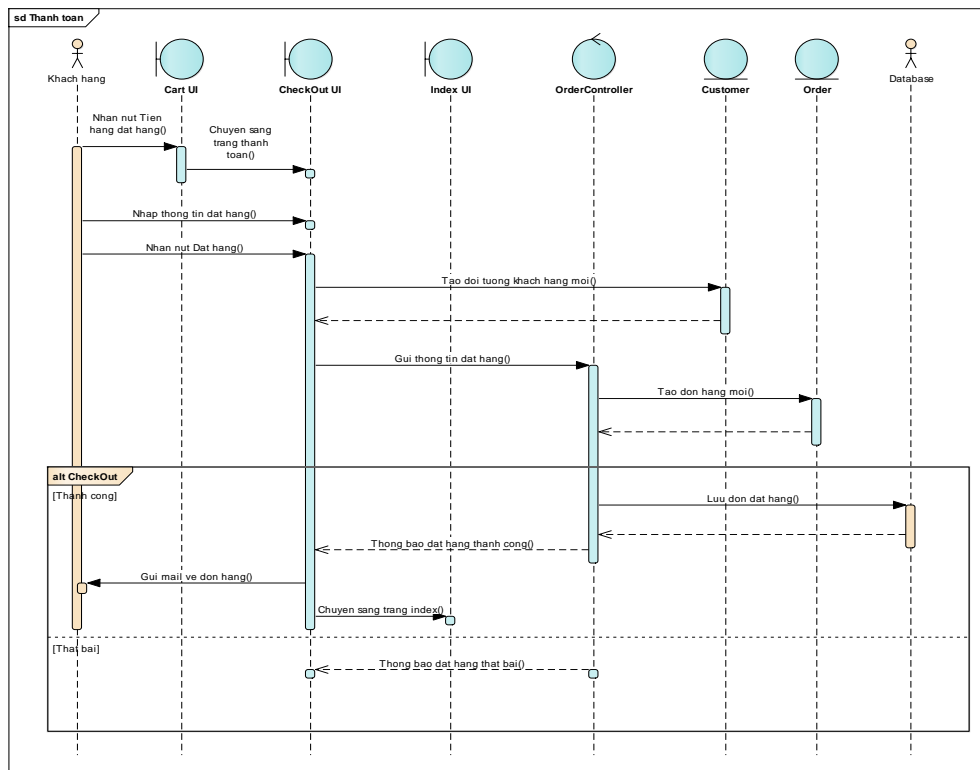 sd Thanh toan
Khach hang
Cart UI
CheckOut UI
Index UI
OrderController
Customer
Order
Database
Nhan nut Tien
hang dat hang()
Chuyen sang
trang thanh
toan()
Nhap thong tin dat hang()
Nhan nut Dat hang()
Tao doi tuong khach hang moi()
Gui thong tin dat hang()
Tao don hang moi()
alt CheckOut
[Thanh cong]
Luu don dat hang()
Thong bao dat hang thanh cong()
Gui mail ve don hang()
Chuyen sang trang index()
[That bai]
Thong bao dat hang that bai()